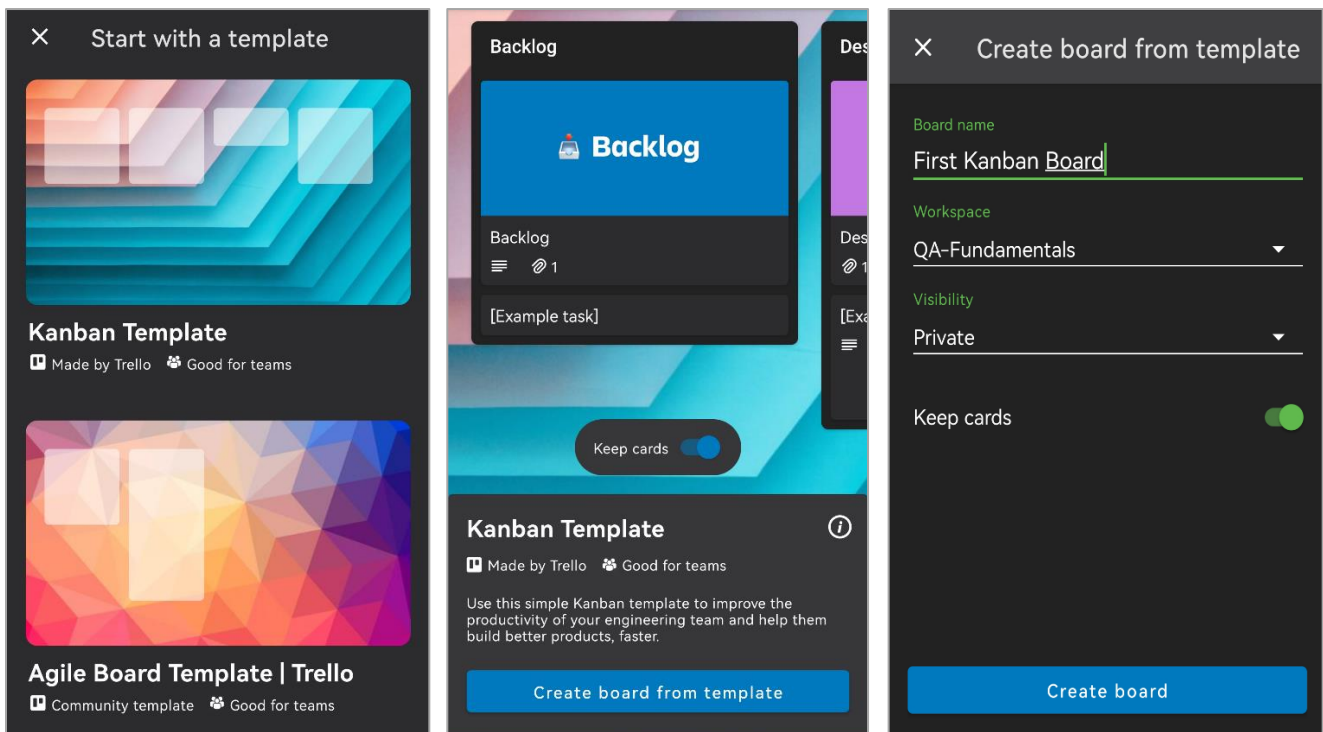 Start with a template
Kanban Template
Made by Trello Good for teams
Agile Board Template | Trello
Community template Good for teams
Backlog
Backlog
Backlog
1
[Example task]
Des
Des
1
[Exa
Keep cards
Kanban Template
Made by Trello Good for teams
Use this simple Kanban template to improve the
productivity of your engineering team and help them
build better products, faster.
Create board from template
Create board from template
Board name
First Kanban Board
Workspace
QA-Fundamentals
Visibility
Private
Keep cards
Create board